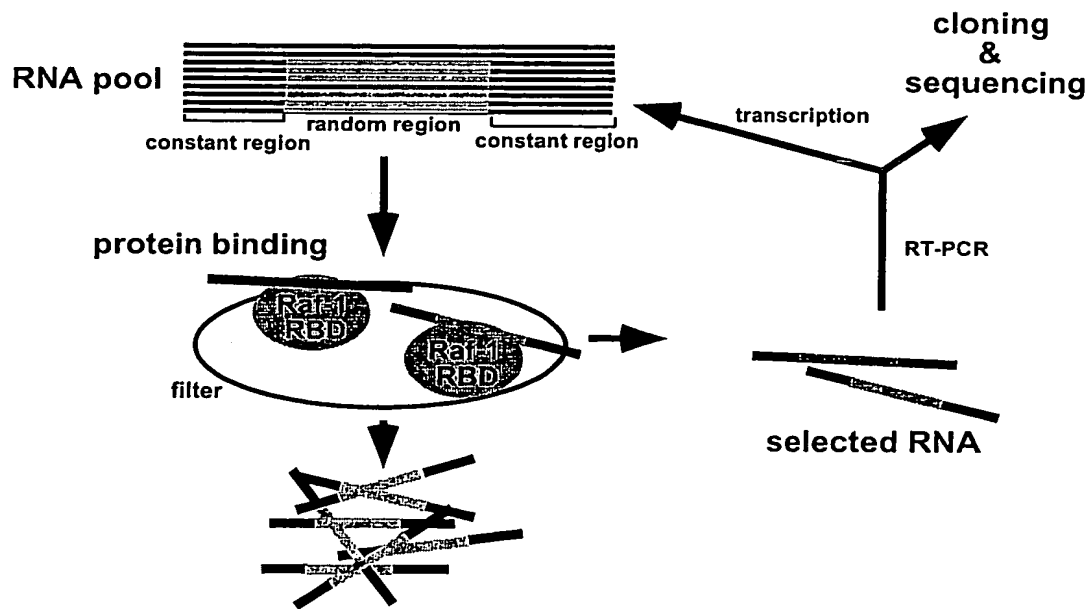 cloning
&
sequencing
RNA pool
random region
constant region
constant region
transcription
protein binding
RT-PCR
Raf-1
RBD
Raf-1
RBD
filter
selected RNA